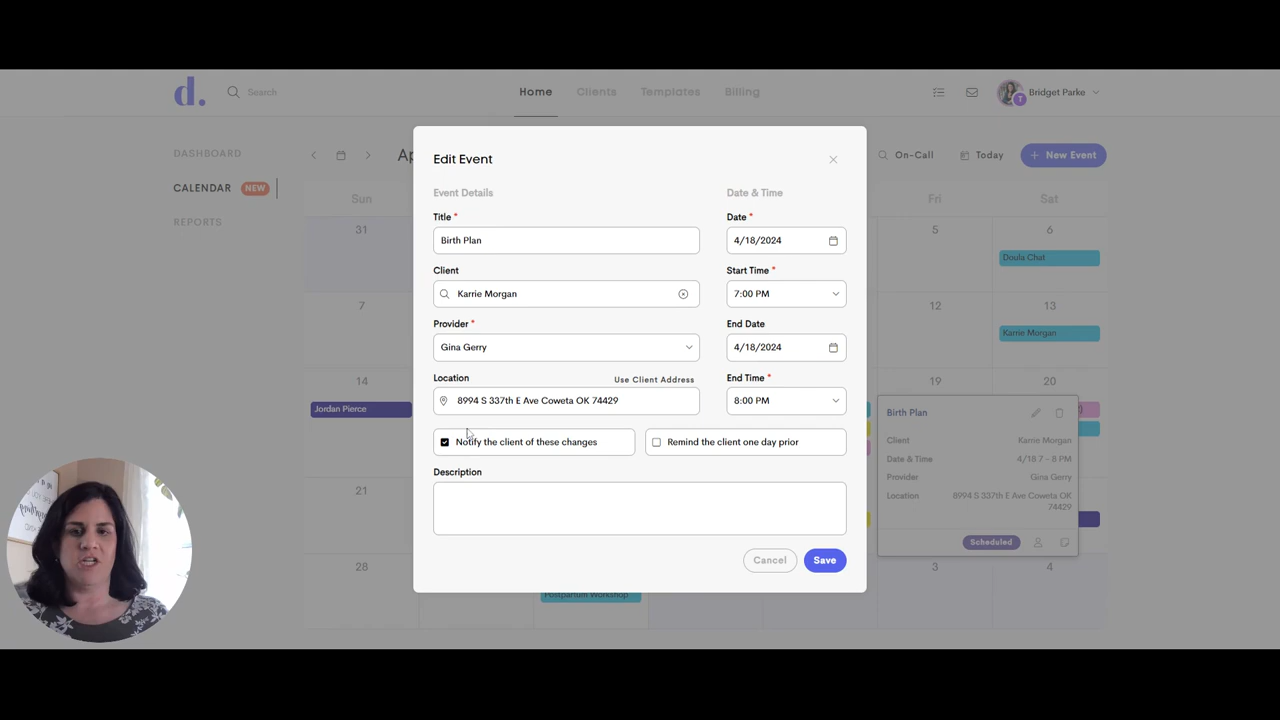 d.
Search
Home
Clients
Templates
Billing
Bridget Parke
T
DASHBOARD
CALENDAR NEW
REPORTS
On-Call
Today
+ New Event
Sun
Fri
Sat
31
5
6
Doula Chat
7
12
13
Karrie Morgan
14
Jordan Pierce
19
20
21
28
Postpartum Workshop
3
4
Edit Event
Event Details
Date & Time
Title *
Birth Plan
Date *
4/18/2024
Client
Karrie Morgan
Start Time *
7:00 PM
Provider *
Gina Gerry
End Date
4/18/2024
Location
Use Client Address
8994 S 337th E Ave Coweta OK 74429
End Time *
8:00 PM
Notify the client of these changes
Remind the client one day prior
Description
Cancel
Save
Birth Plan
Client Karrie Morgan
Date & Time 4/18 7 - 8 PM
Provider Gina Gerry
Location 8994 S 337th E Ave Coweta OK
74429
Scheduled